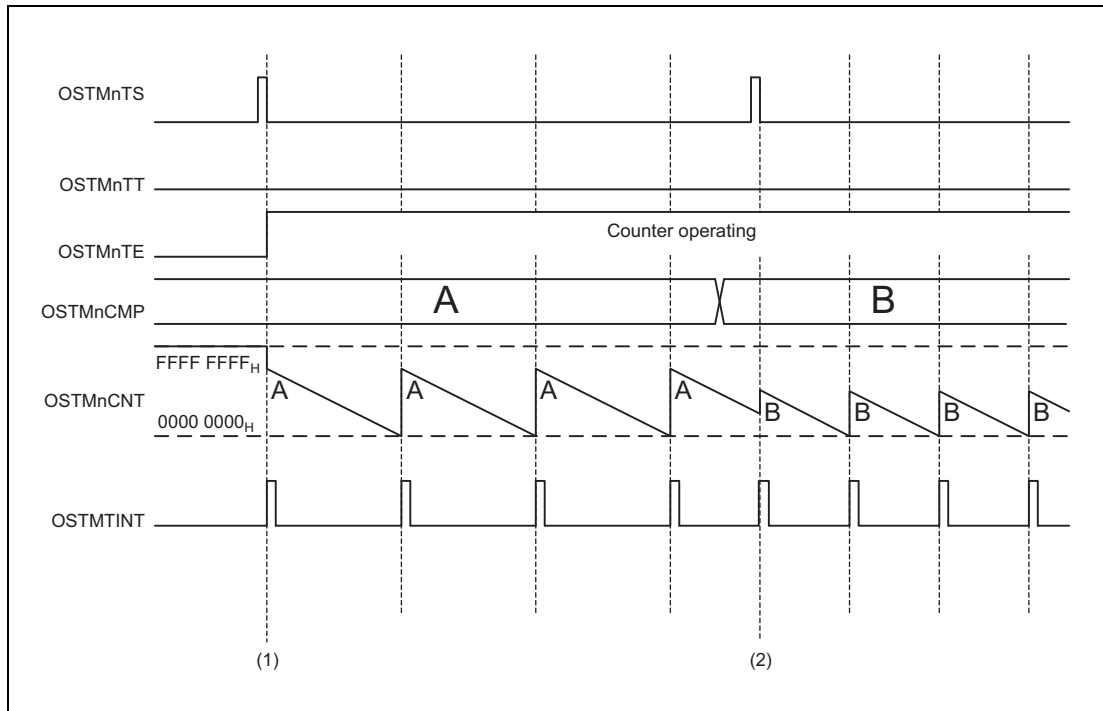 OSTMnTS
OSTMnTT
OSTMnTE
Counter operating
OSTMnCMP
A
B
FFFF FFFFH
OSTMnCNT
A
A
A
A
B
B
B
B
0000 0000H
OSTMTINT
(1)
(2)